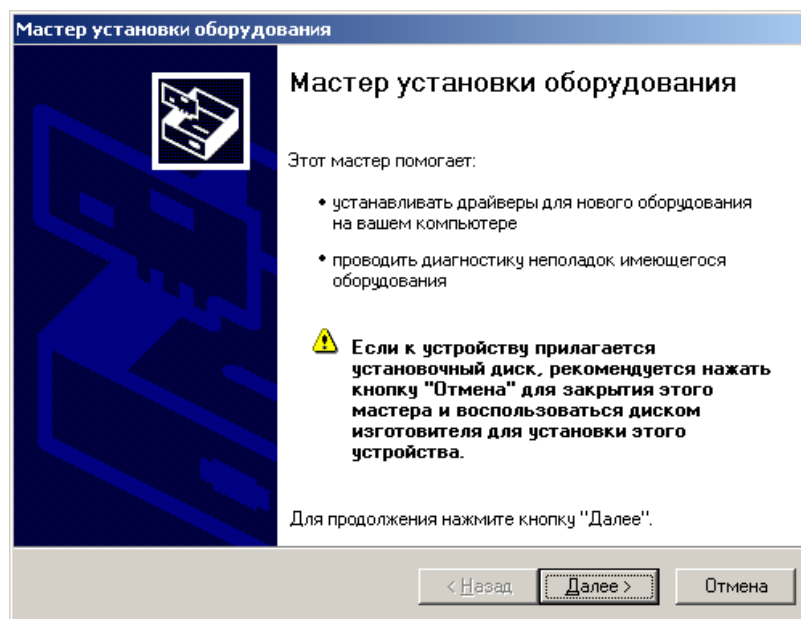 Мастер установки оборудования
Мастер установки оборудования
Этот мастер помогает:
• устанавливать драйверы для нового оборудования
на вашем компьютере
• проводить диагностику неполадок имеющегося
оборудования
Если к устройству прилагается
установочный диск, рекомендуется нажать
кнопку "Отмена" для закрытия этого
мастера и воспользоваться диском
изготовителя для установки этого
устройства.
Для продолжения нажмите кнопку "Далее".
< Назад Далее > Отмена